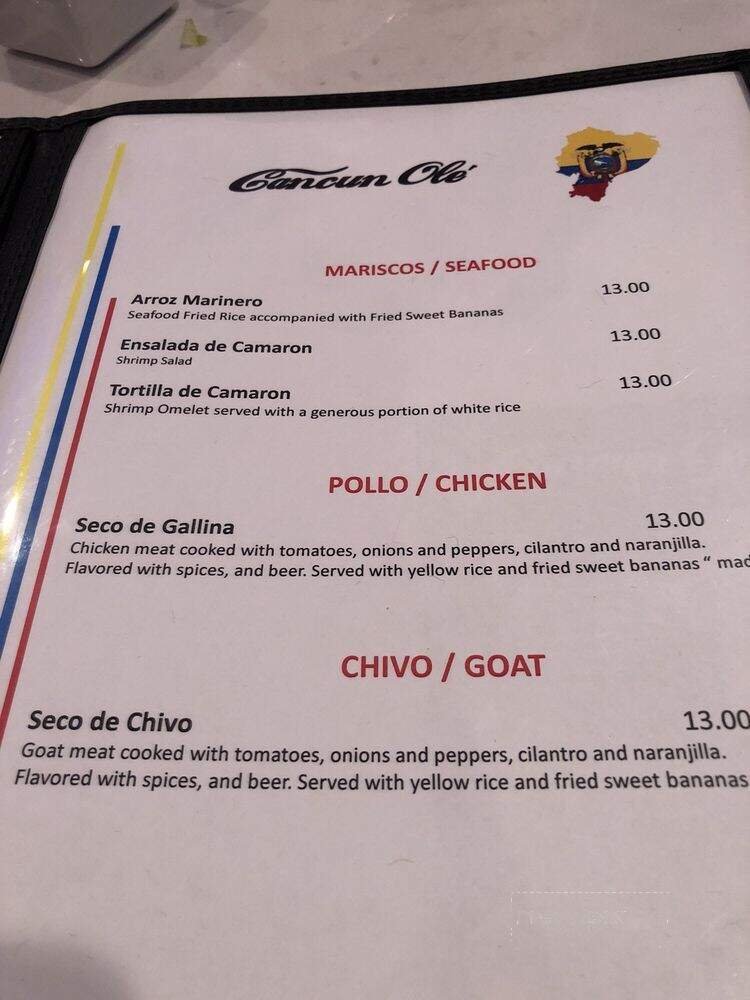 Cancun Olé
MARISCOS / SEAFOOD
Arroz Marinero 13.00
Seafood Fried Rice accompanied with Fried Sweet Bananas
Ensalada de Camaron 13.00
Shrimp Salad
Tortilla de Camaron 13.00
Shrimp Omelet served with a generous portion of white rice
POLLO / CHICKEN
Seco de Gallina 13.00
Chicken meat cooked with tomatoes, onions and peppers, cilantro and naranjilla.
Flavored with spices, and beer. Served with yellow rice and fried sweet bananas “ mad
CHIVO / GOAT
Seco de Chivo 13.00
Goat meat cooked with tomatoes, onions and peppers, cilantro and naranjilla.
Flavored with spices, and beer. Served with yellow rice and fried sweet bananas